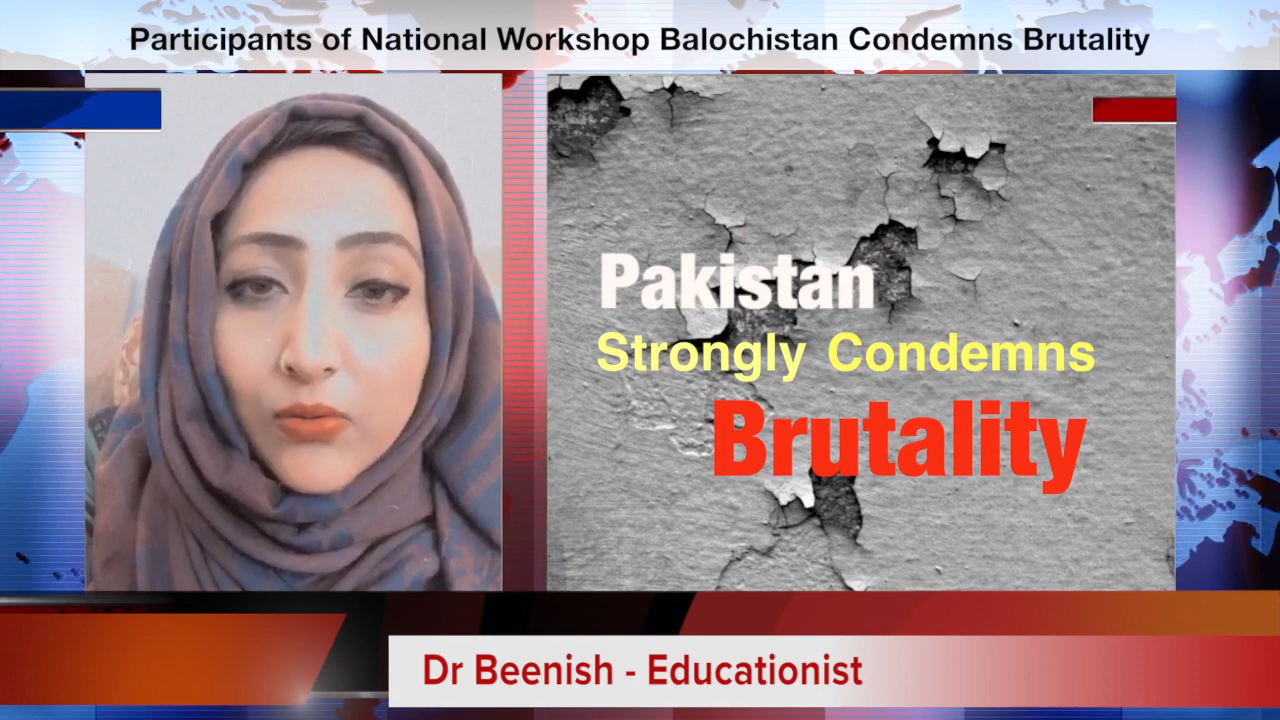 Participants of National Workshop Balochistan Condemns Brutality
Pakistan
Strongly Condemns
Brutality
Dr Beenish - Educationist